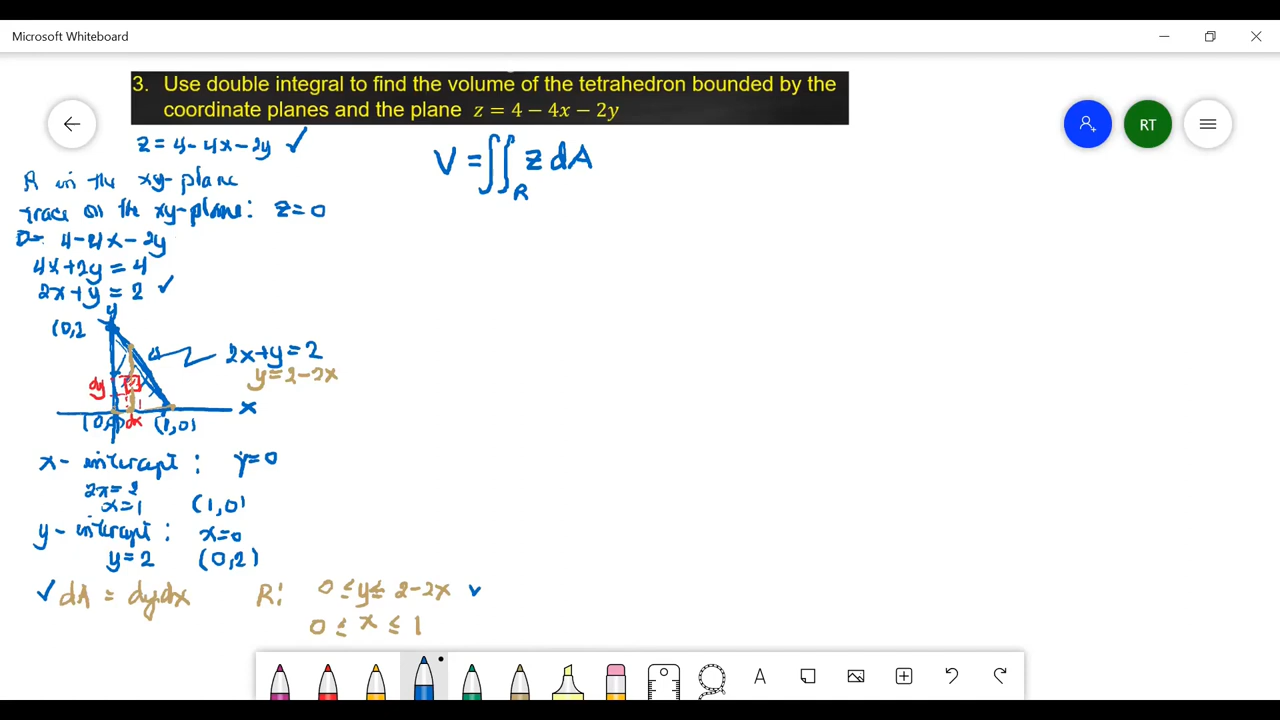 Microsoft Whiteboard
3. Use double integral to find the volume of the tetrahedron bounded by the
coordinate planes and the plane z = 4 − 4x − 2y
RT
z = 4 - 4x - 2y ✓
V = ∬_R z dA
R in the xy-plane
trace on the xy-plane: z = 0
0 = 4 - 4x - 2y
4x + 2y = 4
2x + y = 2 ✓
y
(0,2
2x + y = 2
y = 2 - 2x
dy
x
(0,0) dx (1,0)
x-intercept: y = 0
2x = 2
x = 1 (1,0)
y-intercept: x = 0
y = 2 (0,2)
✓ dA = dydx R: 0 ≤ y ≤ 2 - 2x ✓
0 ≤ x ≤ 1
A